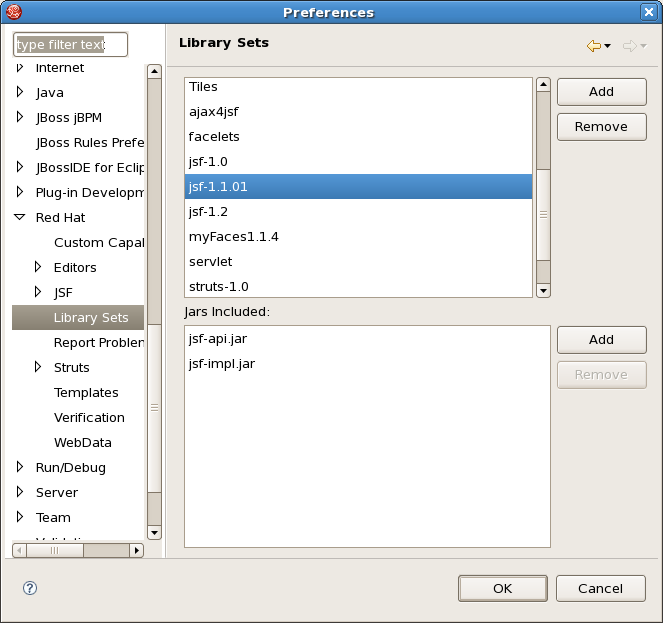 Preferences
type filter text
Internet
Java
JBoss jBPM
JBoss Rules Prefe
JBossIDE for Eclip
Plug-in Developm
Red Hat
Custom Capal
Editors
JSF
Library Sets
Report Problen
Struts
Templates
Verification
WebData
Run/Debug
Server
Team
Library Sets
Tiles
ajax4jsf
facelets
jsf-1.0
jsf-1.1.01
jsf-1.2
myFaces1.1.4
servlet
struts-1.0
Add
Remove
Jars Included:
jsf-api.jar
jsf-impl.jar
Add
Remove
?
OK
Cancel